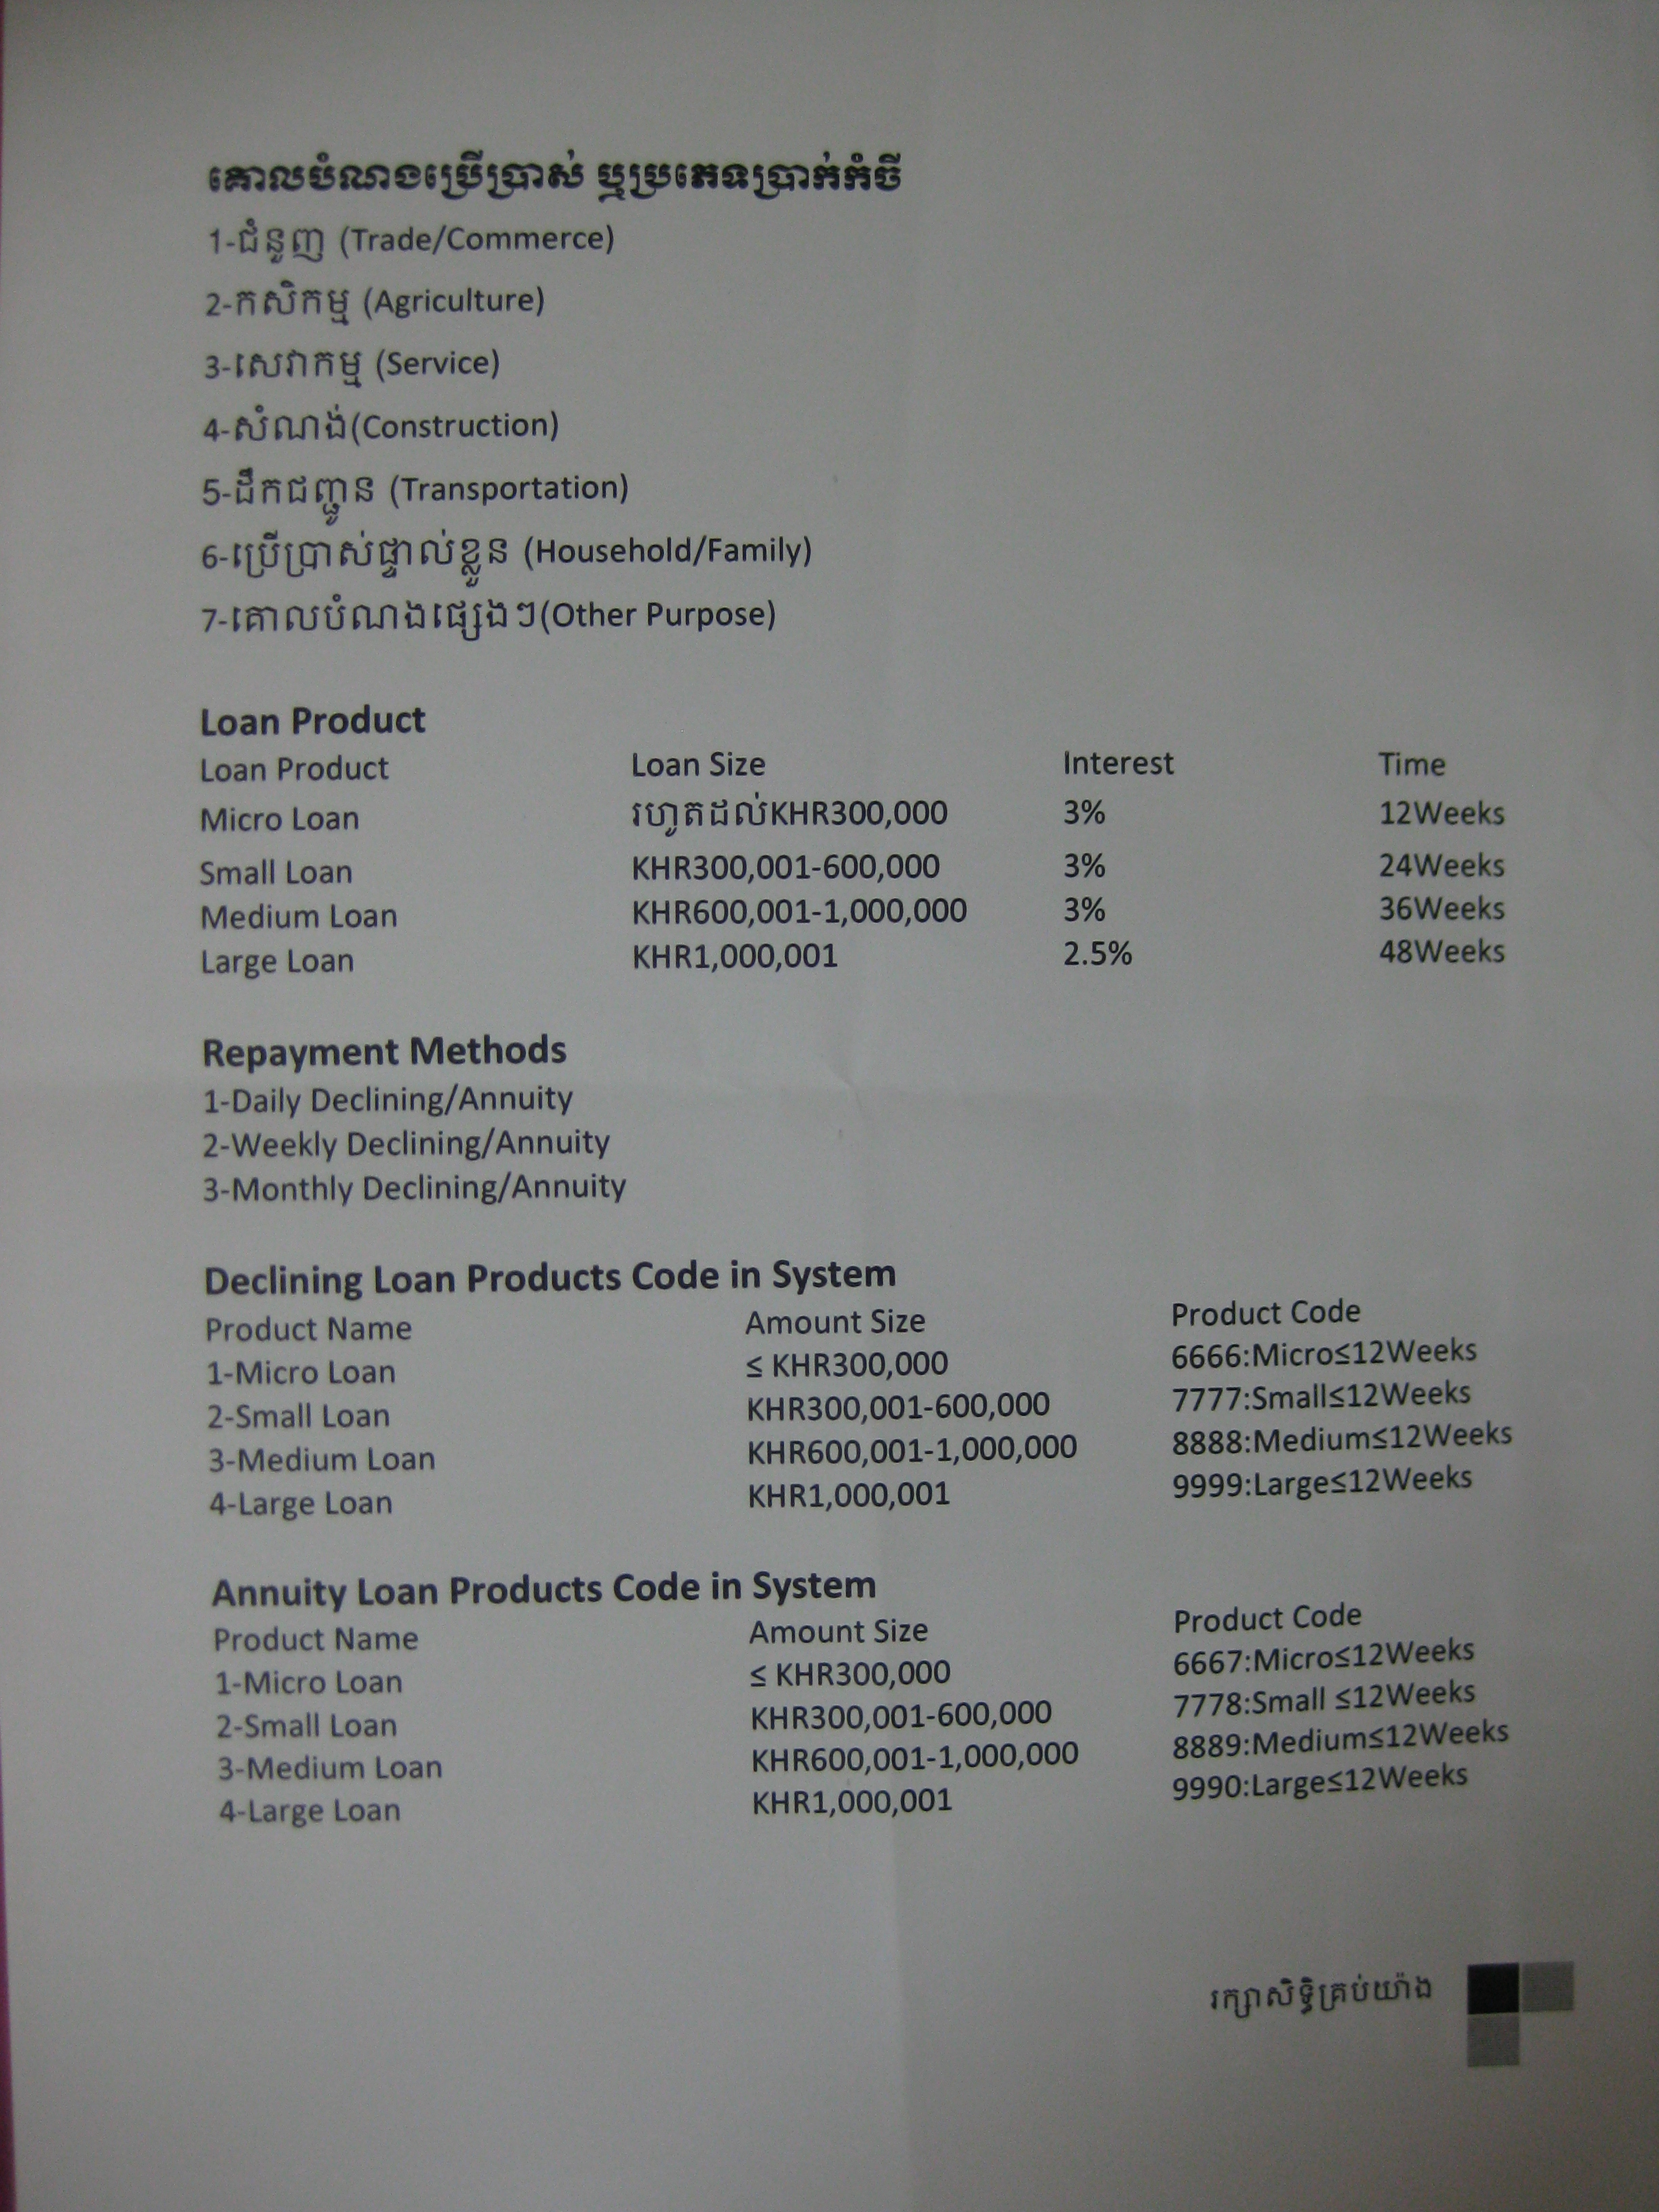 គោលបំណងប្រើប្រាស់ ឬប្រភេទប្រាក់កំចី
1-ជំនួញ (Trade/Commerce)
2-កសិកម្ម (Agriculture)
3-សេវាកម្ម (Service)
4-សំណង់(Construction)
5-ដឹកជញ្ជូន (Transportation)
6-ប្រើប្រាស់ផ្ទាល់ខ្លួន (Household/Family)
7-គោលបំណងផ្សេងៗ(Other Purpose)
Loan Product
Loan Product Loan Size Interest Time
Micro Loan រហូតដល់KHR300,000 3% 12Weeks
Small Loan KHR300,001-600,000 3% 24Weeks
Medium Loan KHR600,001-1,000,000 3% 36Weeks
Large Loan KHR1,000,001 2.5% 48Weeks
Repayment Methods
1-Daily Declining/Annuity
2-Weekly Declining/Annuity
3-Monthly Declining/Annuity
Declining Loan Products Code in System
Product Name Amount Size Product Code
1-Micro Loan ≤ KHR300,000 6666:Micro≤12Weeks
2-Small Loan KHR300,001-600,000 7777:Small≤12Weeks
3-Medium Loan KHR600,001-1,000,000 8888:Medium≤12Weeks
4-Large Loan KHR1,000,001 9999:Large≤12Weeks
Annuity Loan Products Code in System
Product Name Amount Size Product Code
1-Micro Loan ≤ KHR300,000 6667:Micro≤12Weeks
2-Small Loan KHR300,001-600,000 7778:Small ≤12Weeks
3-Medium Loan KHR600,001-1,000,000 8889:Medium≤12Weeks
4-Large Loan KHR1,000,001 9990:Large≤12Weeks
រក្សាសិទ្ធិគ្រប់យ៉ាង